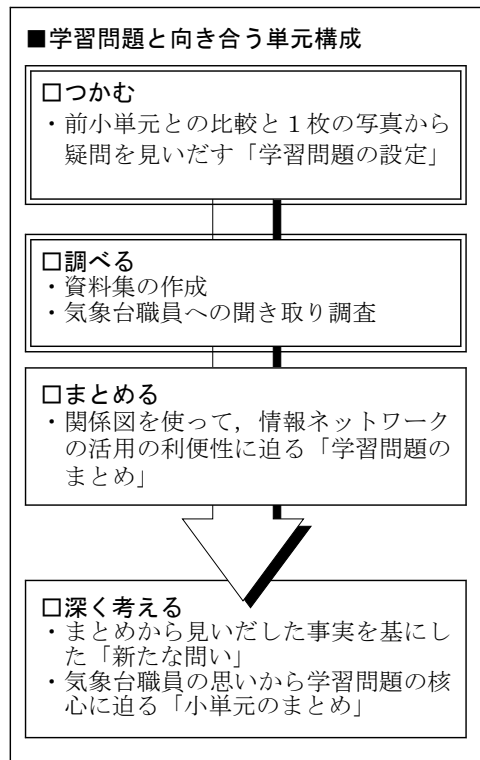 ■学習問題と向き合う単元構成
□つかむ
・前小単元との比較と１枚の写真から
疑問を見いだす「学習問題の設定」
□調べる
・資料集の作成
・気象台職員への聞き取り調査
□まとめる
・関係図を使って，情報ネットワーク
の活用の利便性に迫る「学習問題の
まとめ」
□深く考える
・まとめから見いだした事実を基にし
た「新たな問い」
・気象台職員の思いから学習問題の核
心に迫る「小単元のまとめ」